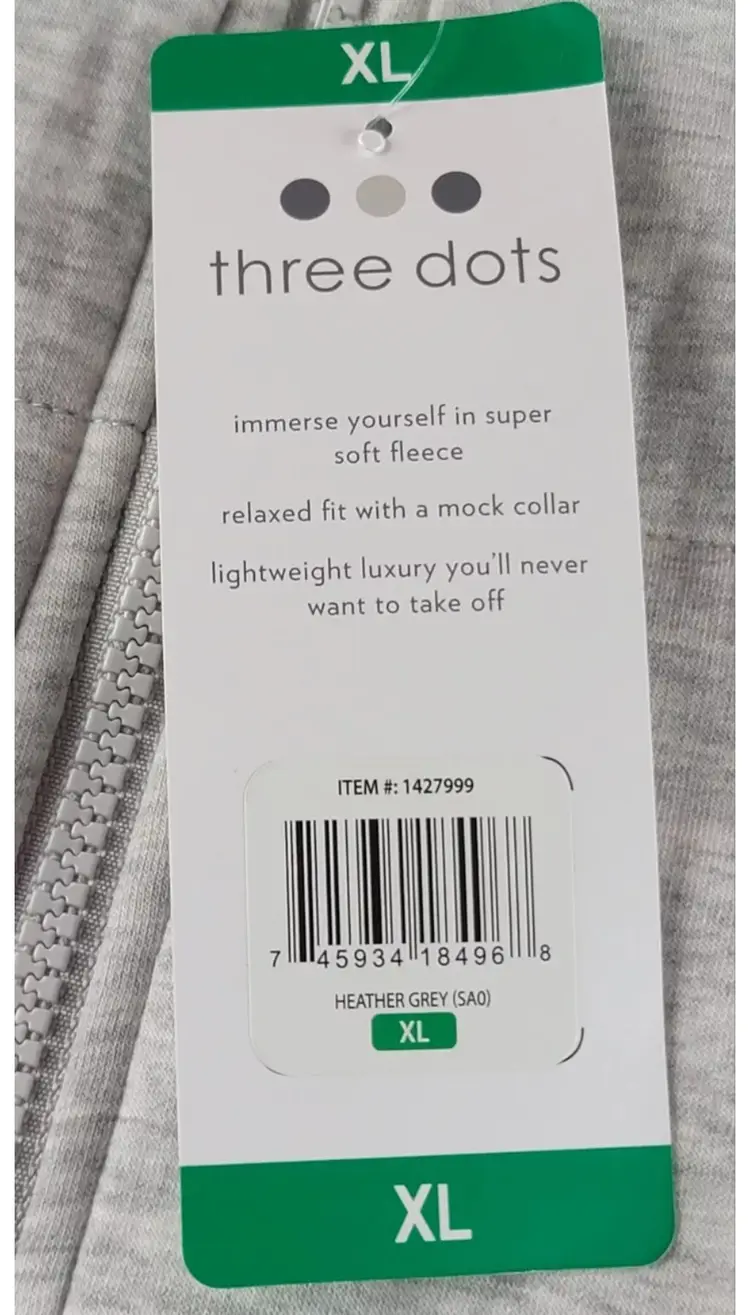 XL
three dots
immerse yourself in super
soft fleece
relaxed fit with a mock collar
lightweight luxury you'll never
want to take off
ITEM #: 1427999
7 45934 18496 8
HEATHER GREY (SA0)
XL
XL